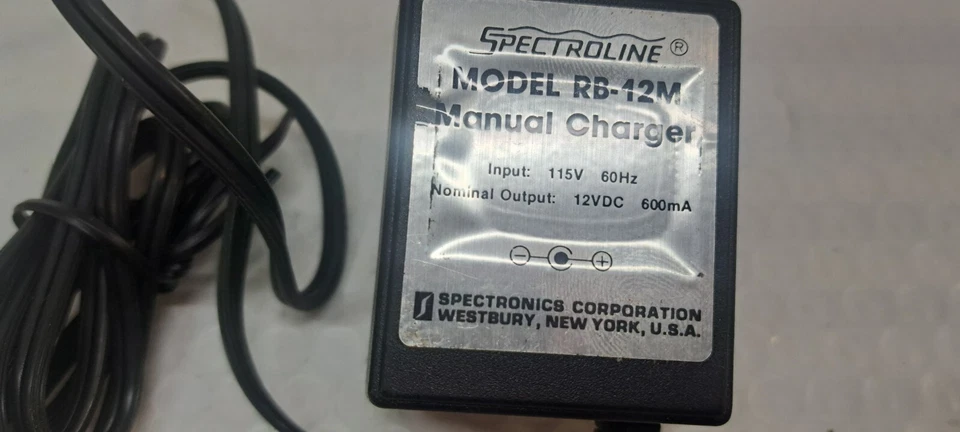 SPECTROLINE ®
MODEL RB-12M
Manual Charger
Input: 115V 60Hz
Nominal Output: 12VDC 600mA
SPECTRONICS CORPORATION
WESTBURY, NEW YORK, U.S.A.